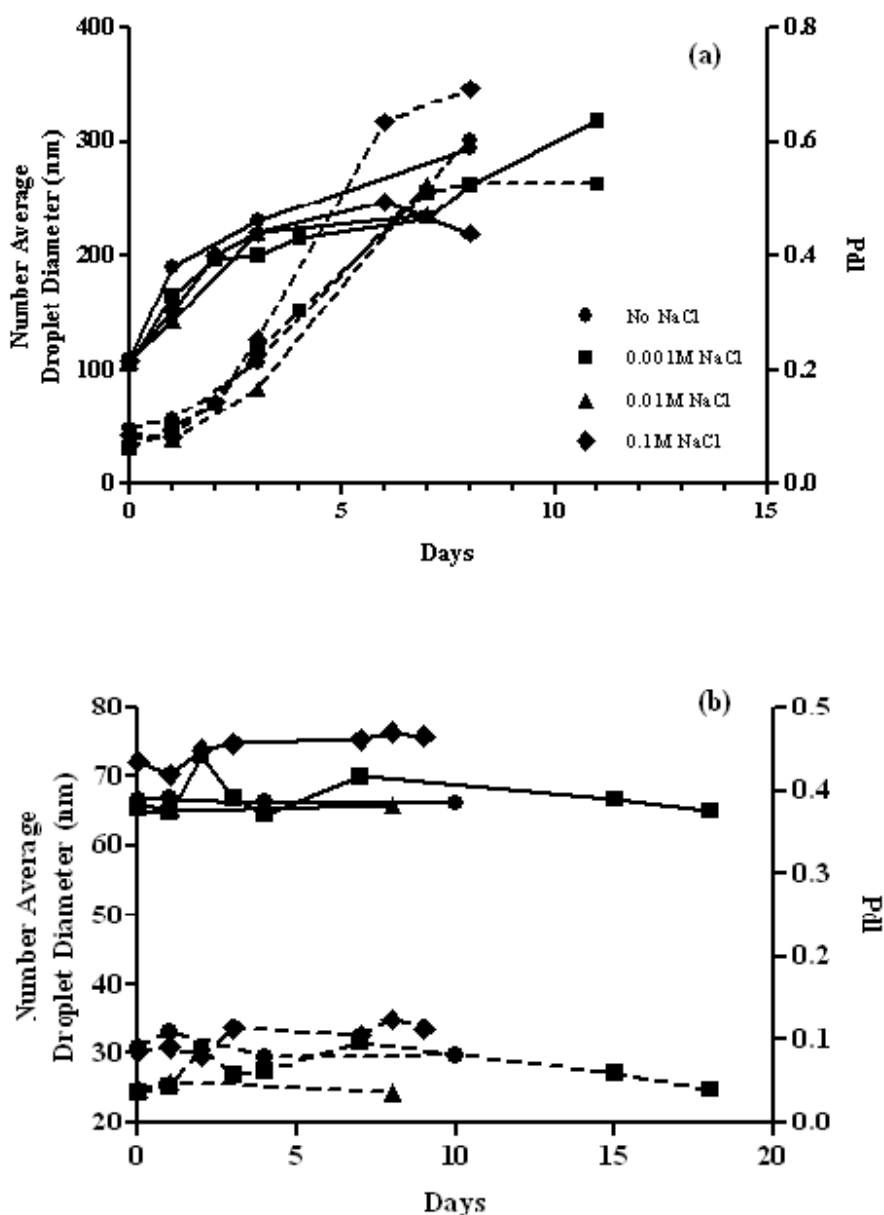 (a)
400
300
200
100
0
Number Average
Droplet Diameter (nm)
0.8
0.6
0.4
0.2
0.0
PdI
No NaCl
0.001M NaCl
0.01M NaCl
0.1M NaCl
0 5 10 15
Days
(b)
80
70
60
50
40
30
20
Number Average
Droplet Diameter (nm)
0.5
0.4
0.3
0.2
0.1
0.0
PdI
0 5 10 15 20
Days